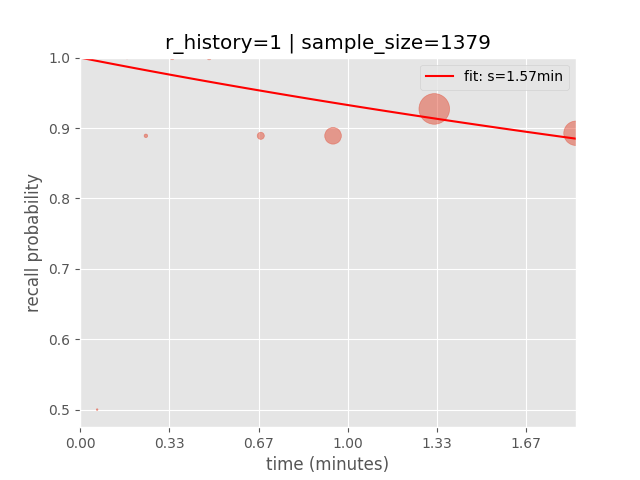 r_history=1 | sample_size=1379
fit: s=1.57min
recall probability
1.0
0.9
0.8
0.7
0.6
0.5
0.00 0.33 0.67 1.00 1.33 1.67
time (minutes)